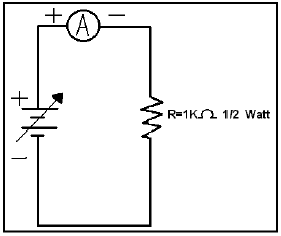 + A −
+
−
R=1KΩ 1/2 Watt